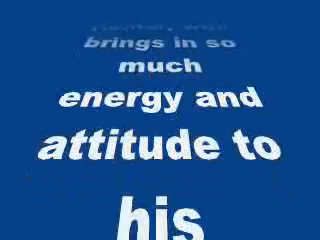 brings in so
much
energy and
attitude to
his